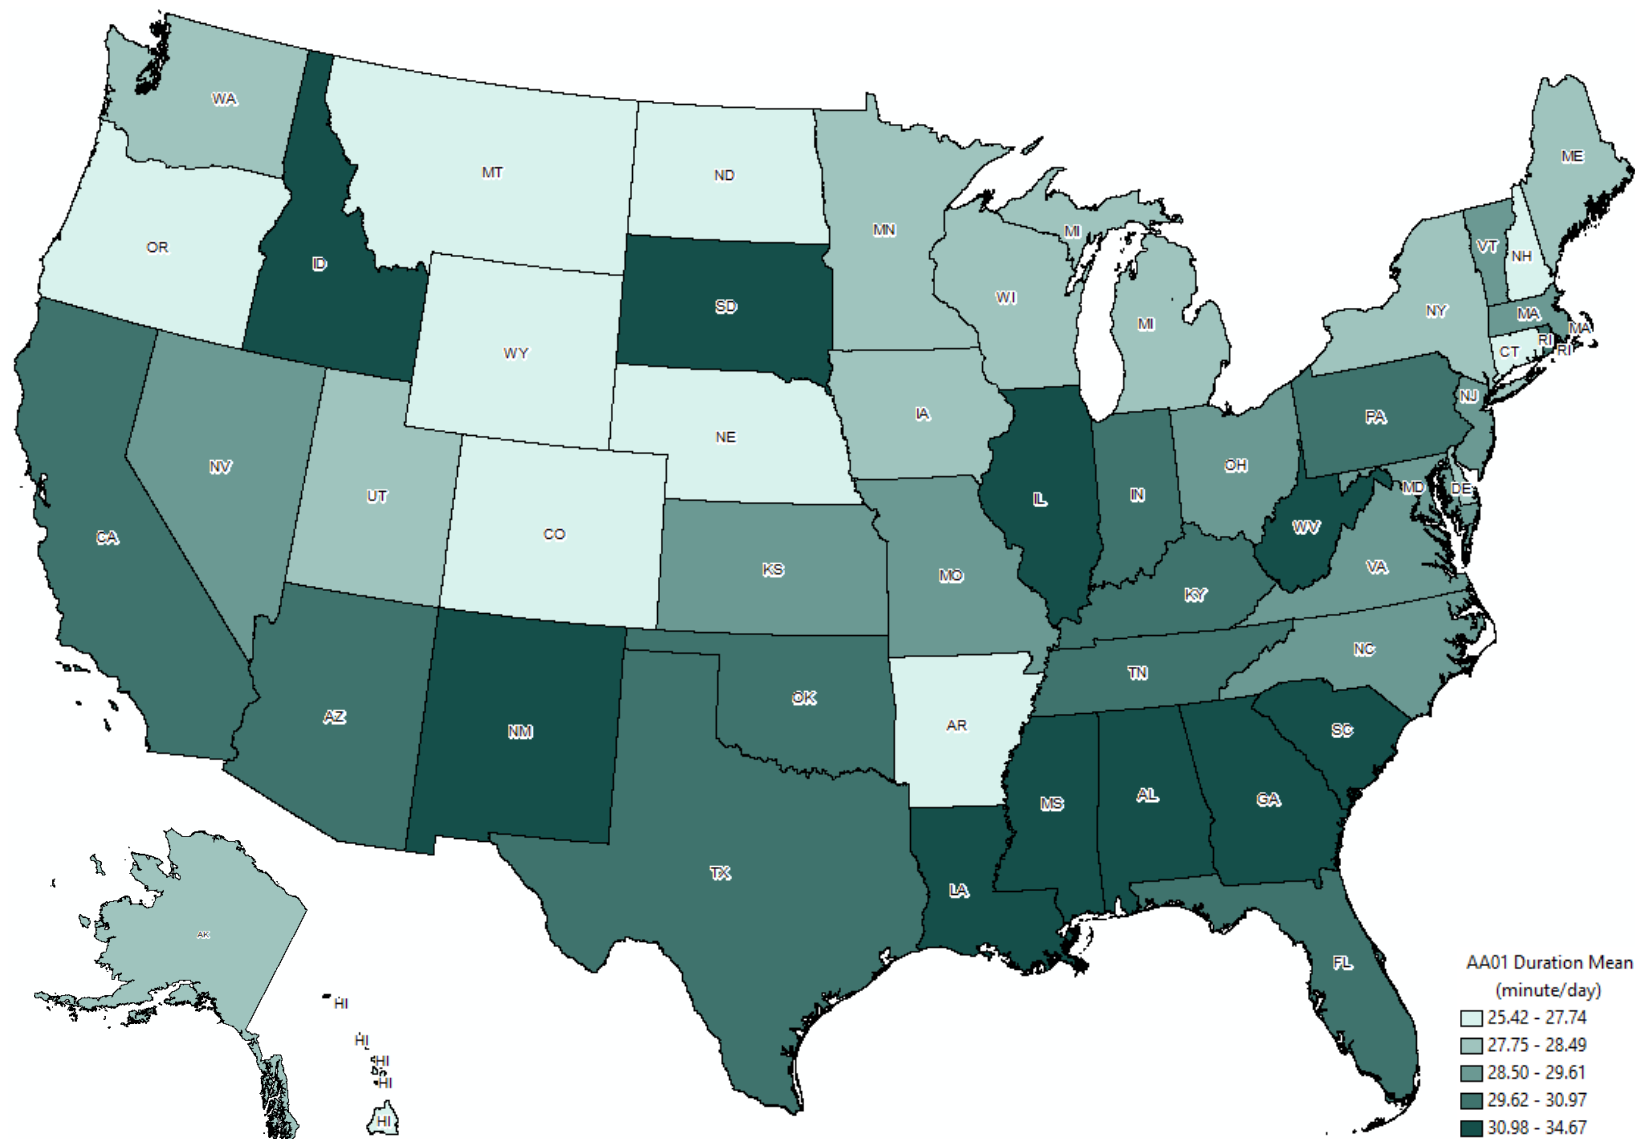 WA
MT
ND
ME
MN
OR
MI
VT
NH
ID
WI
SD
NY
MA
MI
MA
RI
RI
WY
CT
NJ
IA
PA
NE
NV
OH
UT
MD
DE
IL
IN
WV
CO
CA
KS
MO
VA
KY
NC
TN
OK
AZ
AR
NM
SC
GA
MS
AL
TX
LA
AK
FL
AA01 Duration Mean
(minute/day)
HI
25.42 - 27.74
HI
27.75 - 28.49
HI
28.50 - 29.61
HI
29.62 - 30.97
HI
30.98 - 34.67